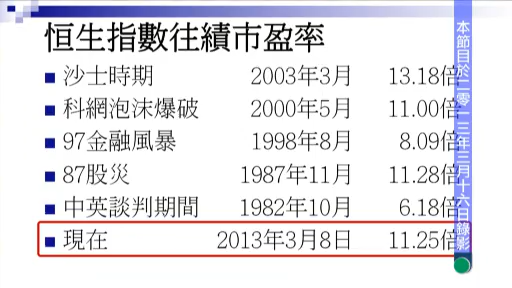 恒生指數往績市盈率
沙士時期 2003年3月 13.18倍
科網泡沫爆破 2000年5月 11.00倍
97金融風暴 1998年8月 8.09倍
87股災 1987年11月 11.28倍
中英談判期間 1982年10月 6.18倍
現在 2013年3月8日 11.25倍
本節目於二零一三年三月十六日錄影